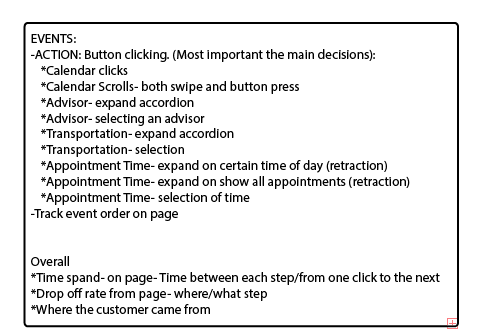 EVENTS:
-ACTION: Button clicking. (Most important the main decisions):
*Calendar clicks
*Calendar Scrolls- both swipe and button press
*Advisor- expand accordion
*Advisor- selecting an advisor
*Transportation- expand accordion
*Transportation- selection
*Appointment Time- expand on certain time of day (retraction)
*Appointment Time- expand on show all appointments (retraction)
*Appointment Time- selection of time
-Track event order on page
Overall
*Time spand- on page- Time between each step/from one click to the next
*Drop off rate from page- where/what step
*Where the customer came from